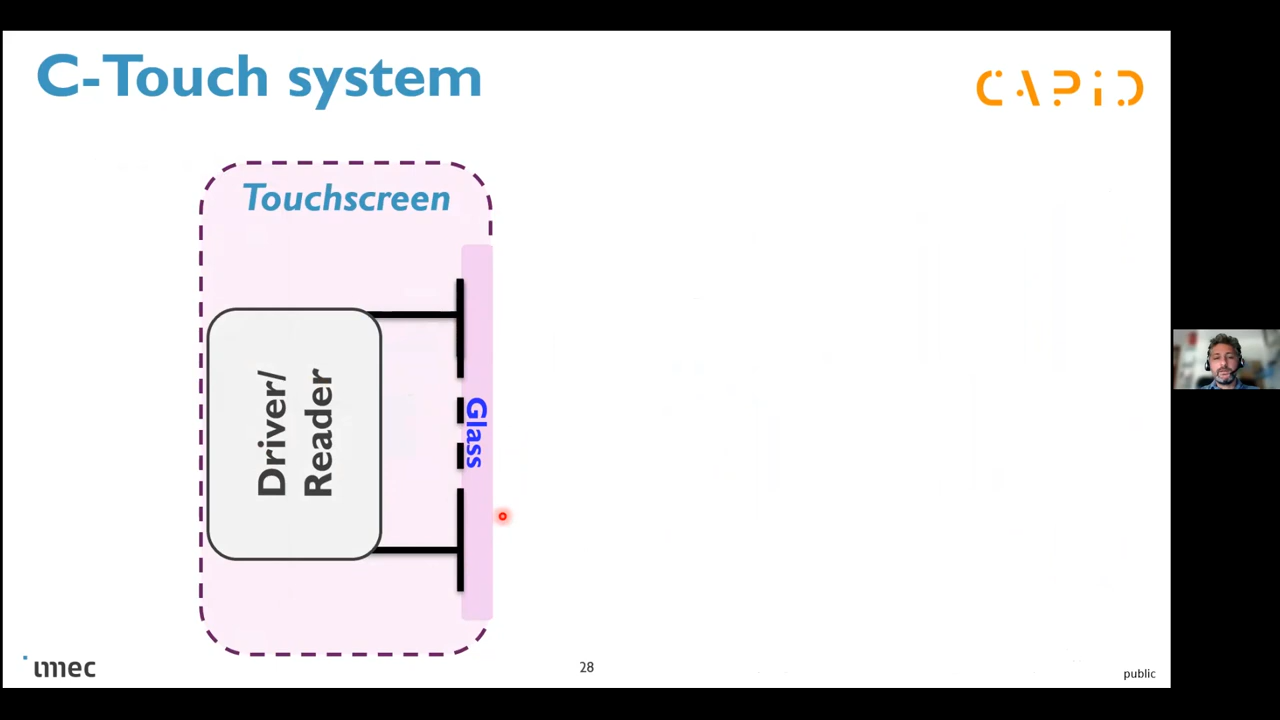 C-Touch system
CAPID
Touchscreen
Driver/
Reader
Glass
imec
28
public